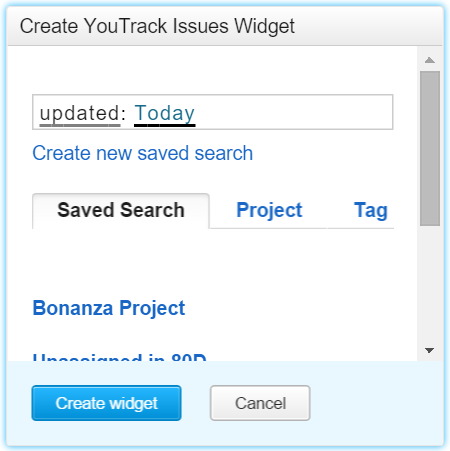 Create YouTrack Issues Widget
updated: Today
Create new saved search
Saved Search Project Tag
Bonanza Project
Unassigned in 80D
Create widget Cancel